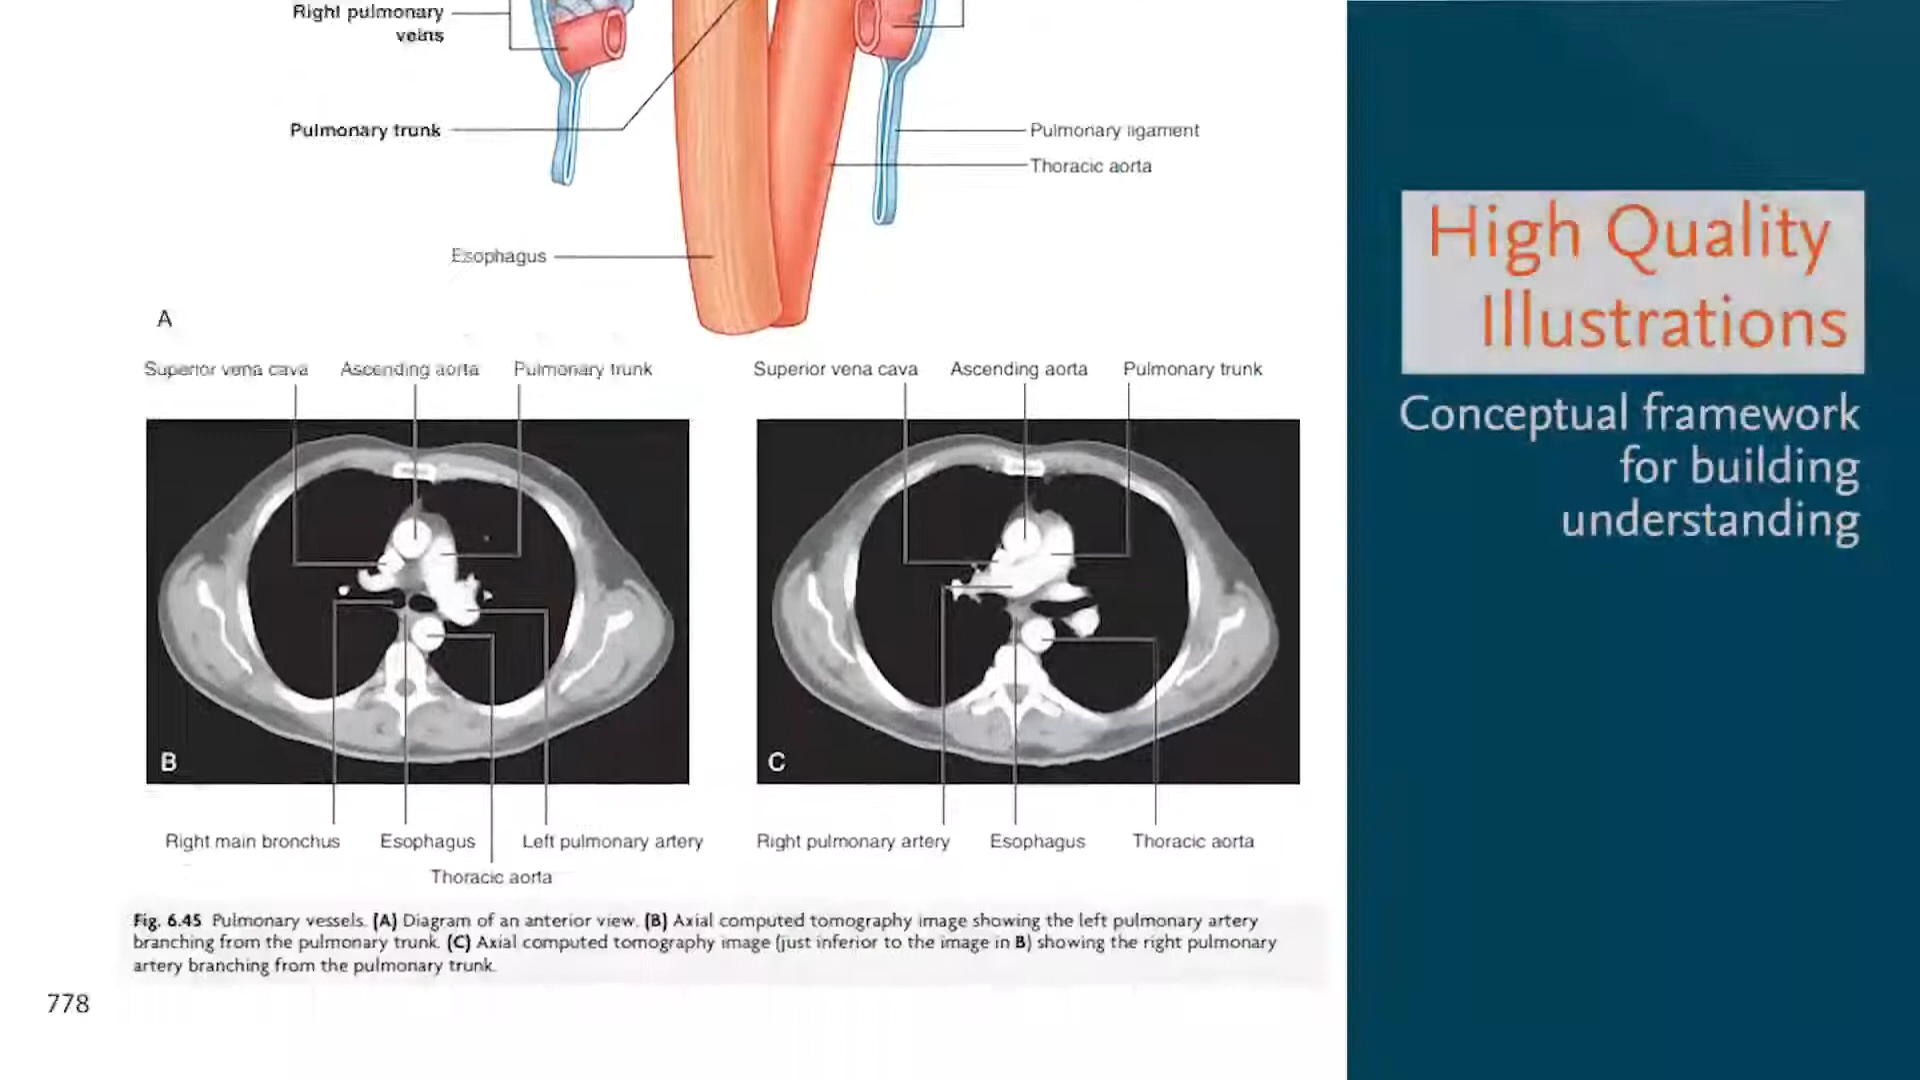 Right pulmonary
veins
Pulmonary trunk
Pulmonary ligament
Thoracic aorta
Esophagus
A
Superior vena cava
Ascending aorta
Pulmonary trunk
Superior vena cava
Ascending aorta
Pulmonary trunk
B
C
Right main bronchus
Esophagus
Left pulmonary artery
Thoracic aorta
Right pulmonary artery
Esophagus
Thoracic aorta
Fig. 6.45 Pulmonary vessels. (A) Diagram of an anterior view. (B) Axial computed tomography image showing the left pulmonary artery
branching from the pulmonary trunk. (C) Axial computed tomography image (just inferior to the image in B) showing the right pulmonary
artery branching from the pulmonary trunk.
778
High Quality
Illustrations
Conceptual framework
for building
understanding